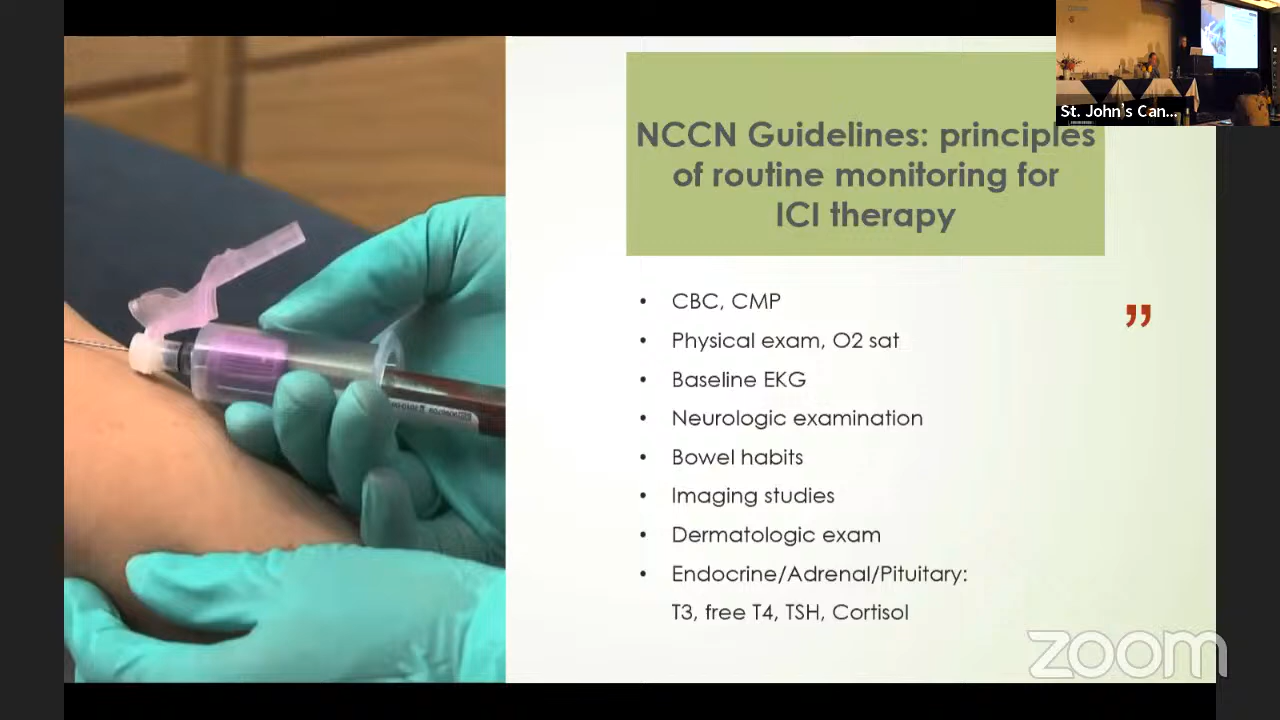 St. John's Can...
NCCN Guidelines: principles
of routine monitoring for
ICI therapy
• CBC, CMP
• Physical exam, O2 sat
• Baseline EKG
• Neurologic examination
• Bowel habits
• Imaging studies
• Dermatologic exam
• Endocrine/Adrenal/Pituitary:
T3, free T4, TSH, Cortisol
”
zoom